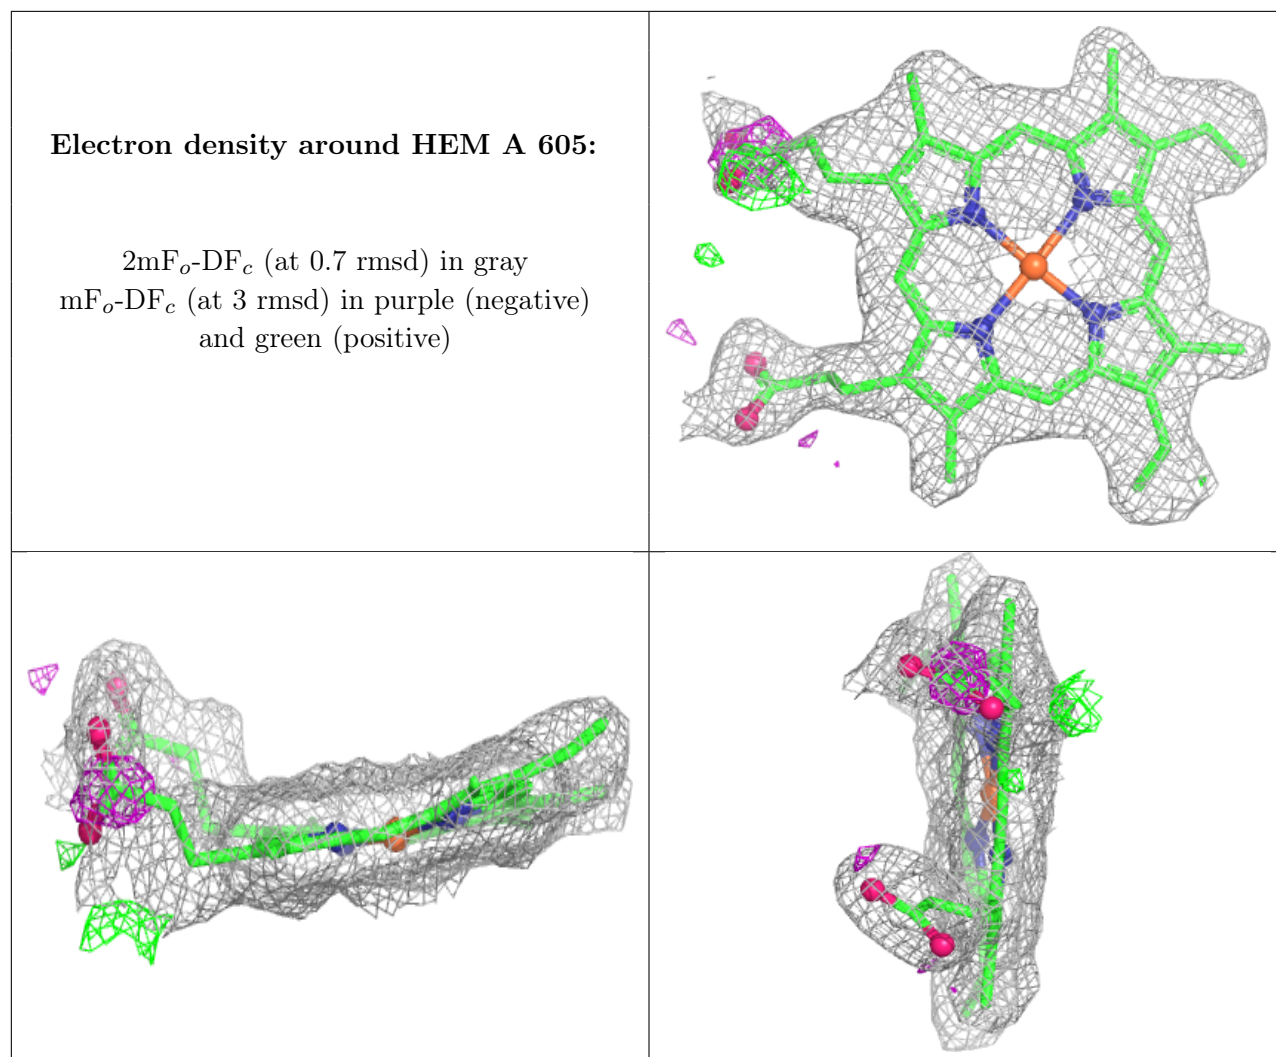 Electron density around HEM A 605:
2mFo-DFc (at 0.7 rmsd) in gray
mFo-DFc (at 3 rmsd) in purple (negative)
and green (positive)